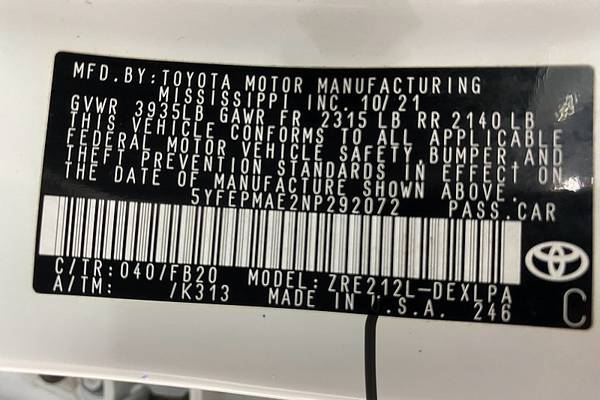 MFD.BY:TOYOTA MOTOR MANUFACTURING
MISSISSIPPI INC. 10/21
GVWR 3935LB GAWR FR 2315 LB RR 2140 LB
THIS VEHICLE CONFORMS TO ALL APPLICABLE
FEDERAL MOTOR VEHICLE SAFETY,BUMPER,AND
THEFT PREVENTION STANDARDS IN EFFECT ON
THE DATE OF MANUFACTURE SHOWN ABOVE.
5YFEPMAE2NP292072 PASS.CAR
C/TR:040/FB20 MODEL:ZRE212L-DEXLPA
A/TM: /K313 MADE IN U.S.A. 246
C